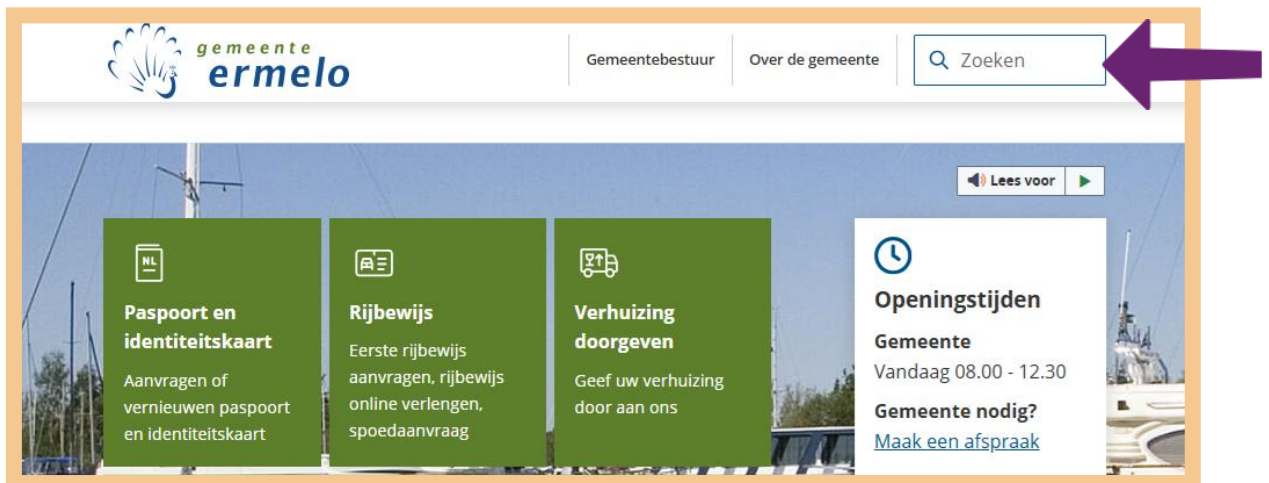 gemeente
ermelo
Gemeentebestuur
Over de gemeente
Zoeken
Lees voor
NL
Paspoort en
identiteitskaart
Aanvragen of
vernieuwen paspoort
en identiteitskaart
Rijbewijs
Eerste rijbewijs
aanvragen, rijbewijs
online verlengen,
spoedaanvraag
Verhuizing
doorgeven
Geef uw verhuizing
door aan ons
Openingstijden
Gemeente
Vandaag 08.00 - 12.30
Gemeente nodig?
Maak een afspraak